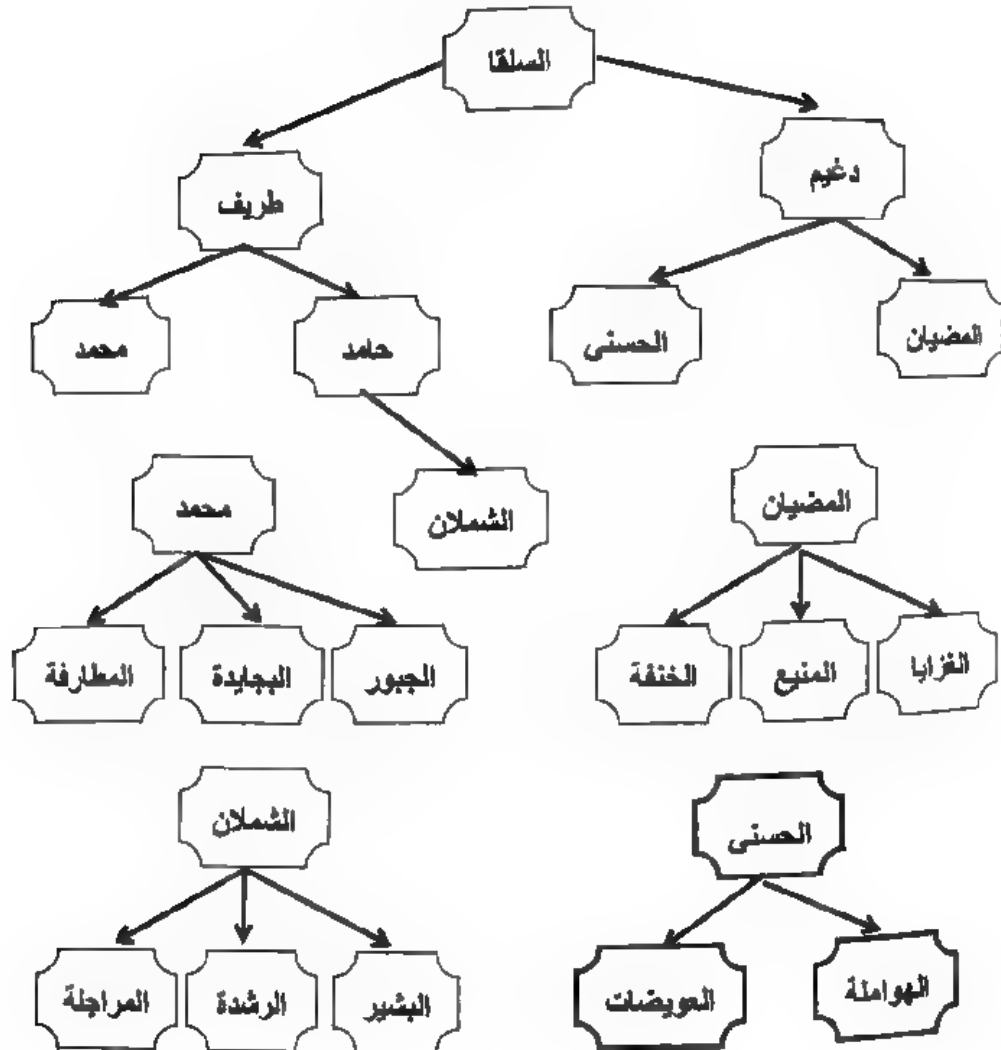 السلقا
دغيم
طريف
المضيان
الحسنى
حامد
محمد
الشملان
المضيان
محمد
الغزايا
المنيع
الخنفة
الجبور
البجايدة
المطارفة
الحسنى
الشملان
الهواملة
العويضات
البشير
الرشدة
المراجلة